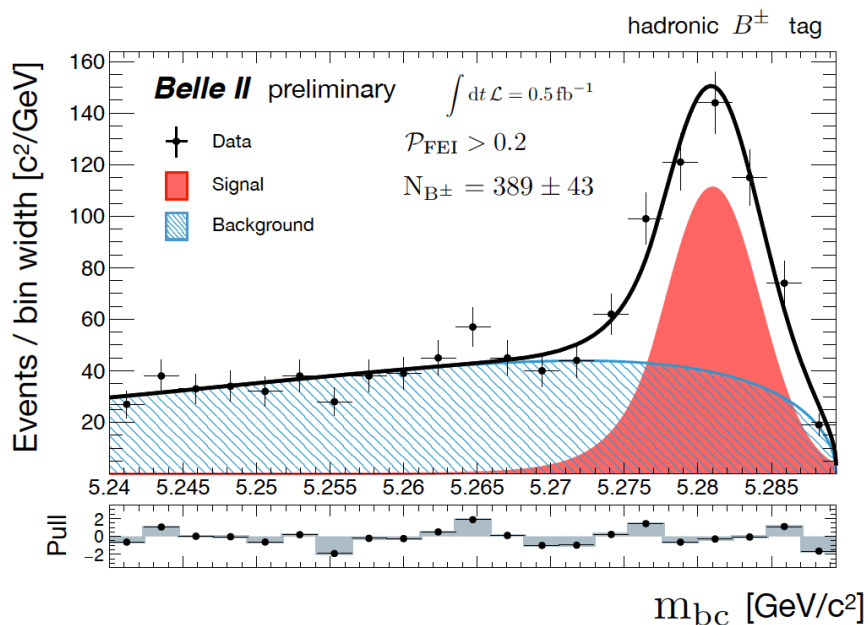 hadronic B± tag
Events / bin width [c²/GeV]
160
140
120
100
80
60
40
20
Belle II preliminary
∫ dt ℒ = 0.5 fb⁻¹
Data
𝒫FEI > 0.2
Signal
N_B± = 389 ± 43
Background
5.24 5.245 5.25 5.255 5.26 5.265 5.27 5.275 5.28 5.285
Pull
2
0
−2
m_bc [GeV/c²]